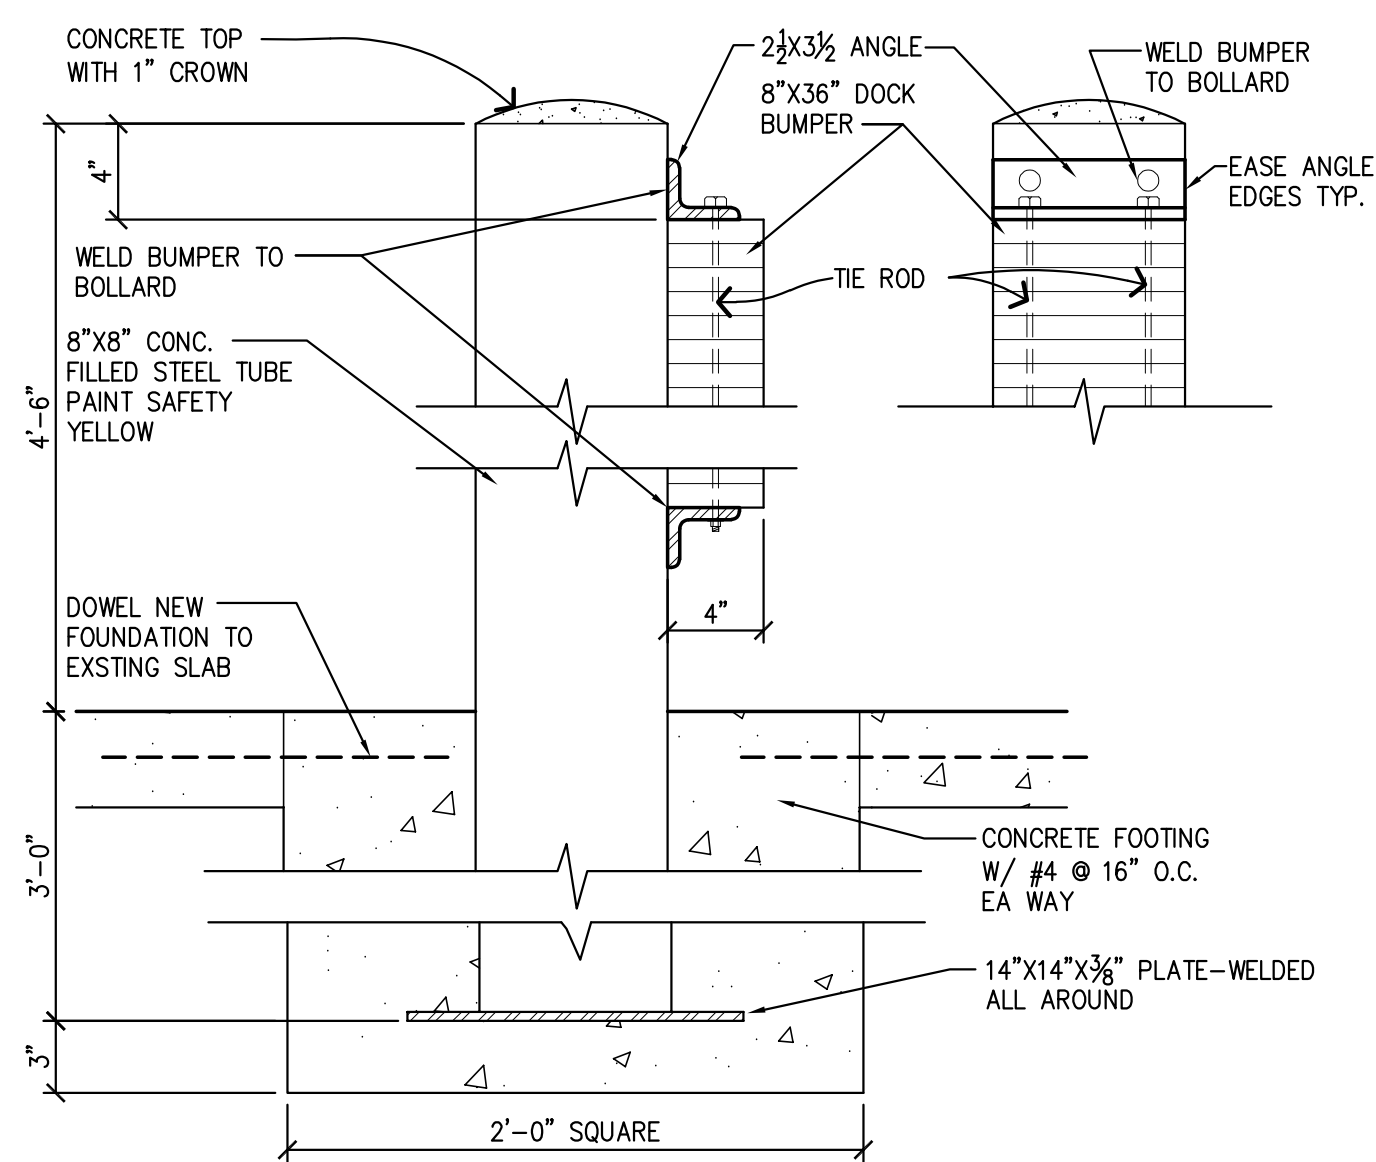 CONCRETE TOP
WITH 1" CROWN
2½X3½ ANGLE
8"X36" DOCK
BUMPER
WELD BUMPER
TO BOLLARD
EASE ANGLE
EDGES TYP.
4"
WELD BUMPER TO
BOLLARD
TIE ROD
8"X8" CONC.
FILLED STEEL TUBE
PAINT SAFETY
YELLOW
4'-6"
4"
DOWEL NEW
FOUNDATION TO
EXSTING SLAB
3'-0"
CONCRETE FOOTING
W/ #4 @ 16" O.C.
EA WAY
14"X14"X⅜" PLATE-WELDED
ALL AROUND
3"
2'-0" SQUARE